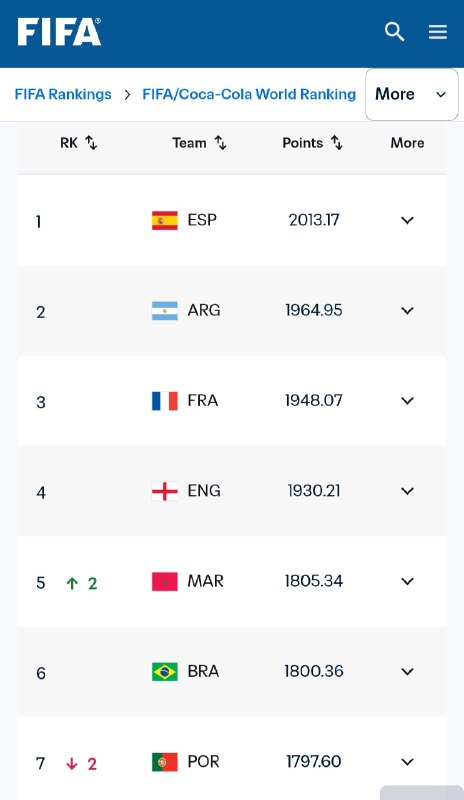 FIFA®
FIFA Rankings > FIFA/Coca-Cola World Ranking More
RK Team Points More
1 ESP 2013.17
2 ARG 1964.95
3 FRA 1948.07
4 ENG 1930.21
5 ↑ 2 MAR 1805.34
6 BRA 1800.36
7 ↓ 2 POR 1797.60